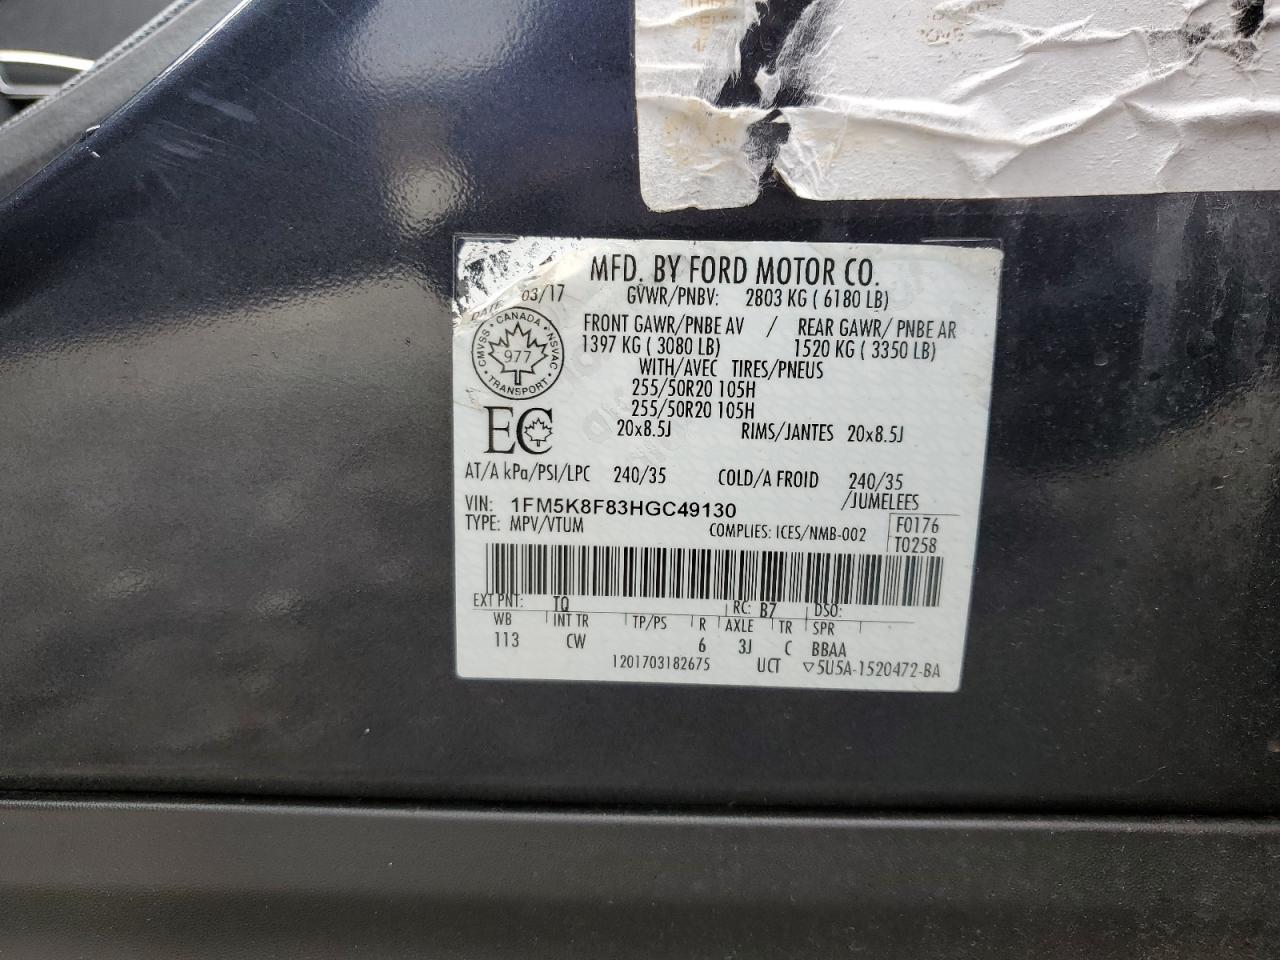 MFD. BY FORD MOTOR CO.
DATE: 03/17
GVWR/PNBV: 2803 KG ( 6180 LB)
FRONT GAWR/PNBE AV / REAR GAWR/ PNBE AR
1397 KG ( 3080 LB) 1520 KG ( 3350 LB)
WITH/AVEC TIRES/PNEUS
255/50R20 105H
255/50R20 105H
20x8.5J RIMS/JANTES 20x8.5J
CMVSS · CANADA · NSVAC · TRANSPORT ·
977
EC
AT/A kPa/PSI/LPC 240/35 COLD/A FROID 240/35
/JUMELEES
VIN: 1FM5K8F83HGC49130
TYPE: MPV/VTUM COMPLIES: ICES/NMB-002
F0176
T0258
EXT PNT: TQ RC: B7 DSO:
WB INT TR TP/PS R AXLE TR SPR
113 CW 6 3J C BBAA
1201703182675 UCT ▽5U5A-1520472-BA